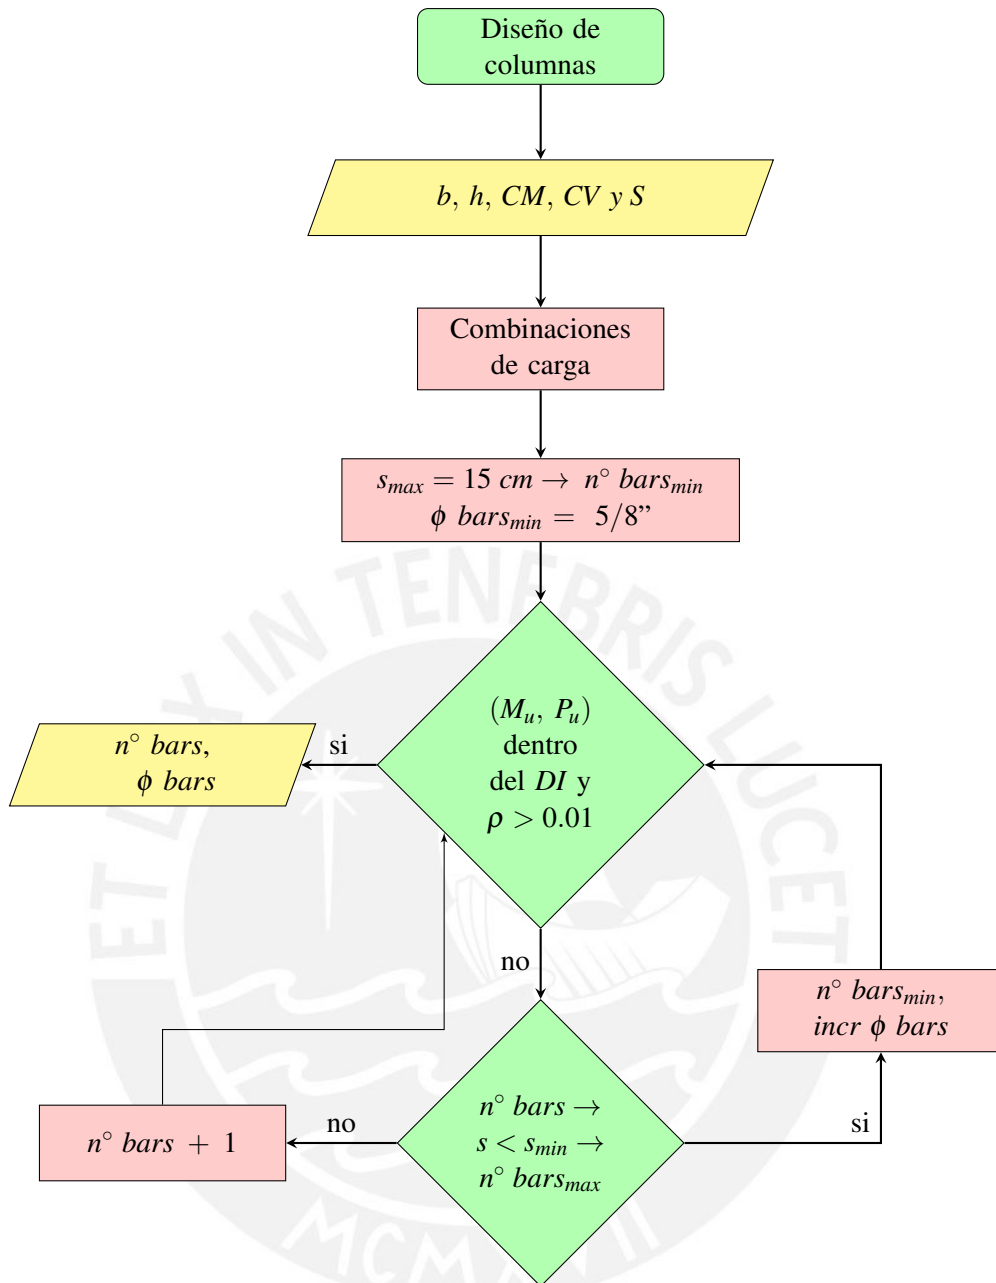 Diseño de
columnas
b, h, CM, CV y S
Combinaciones
de carga
s_max = 15 cm → n° bars_min
ϕ bars_min = 5/8”
(M_u, P_u)
dentro
del DI y
ρ > 0.01
si
n° bars,
ϕ bars
no
n° bars_min,
incr ϕ bars
n° bars →
s < s_min →
n° bars_max
no
n° bars + 1
si
ET LUX IN TENEBRIS LUCET